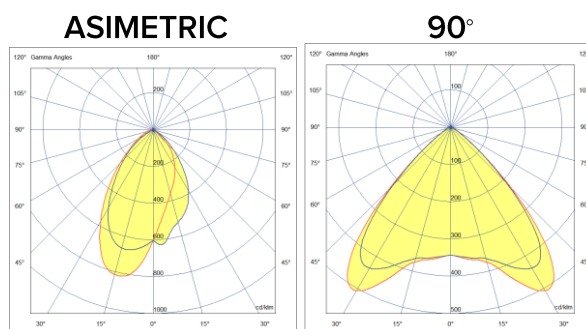 ASIMETRIC
90°
120° Gamma Angles 180° 120°
105° 200 105°
90° 90°
75° 200 75°
60° 400 60°
600
45° 800 45°
1000 cd/klm
30° 15° 0° 15° 30°
120° Gamma Angles 180° 120
105° 100 105
90° 90°
75° 100 75°
200
60° 300 60°
45° 400 45°
500 cd/klm
30° 15° 0° 15° 30°